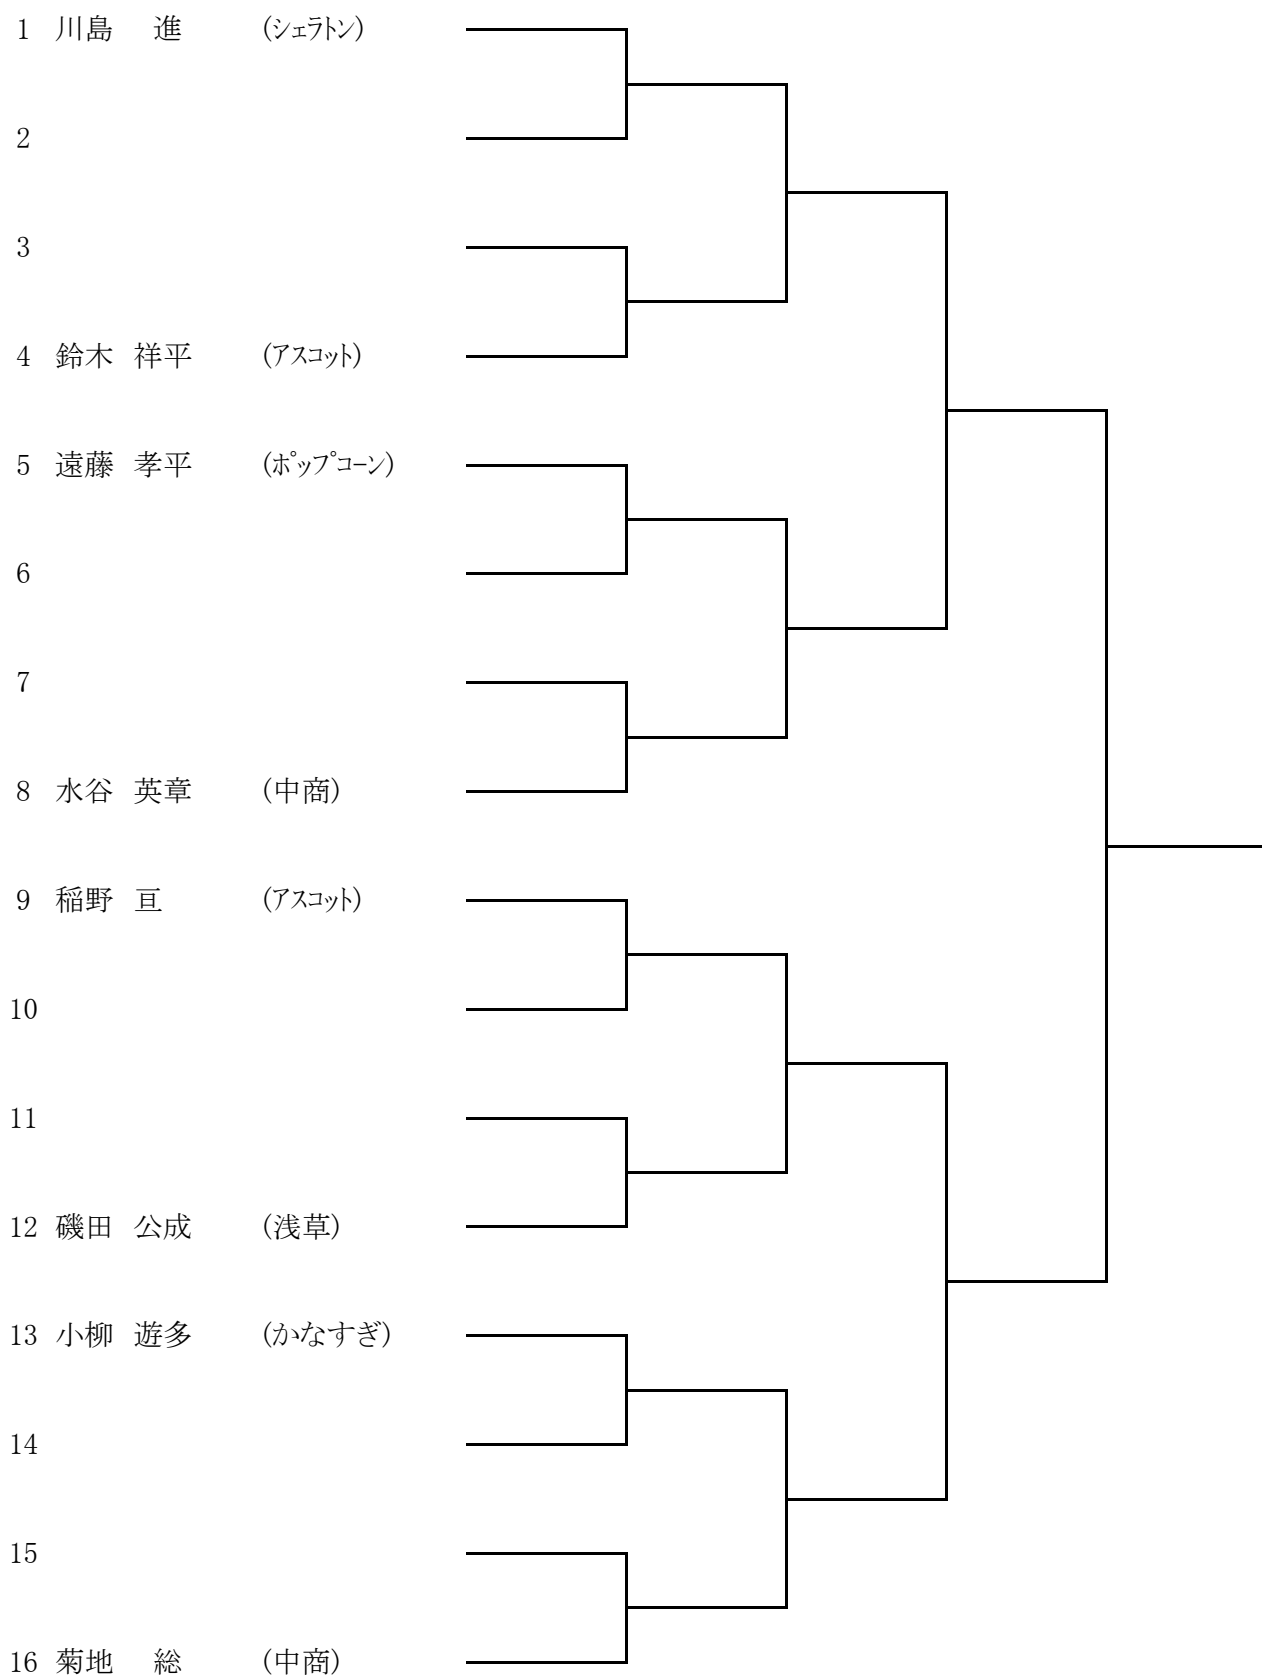 1 川島 進 (シェラトン)
2
3
4 鈴木 祥平 (アスコット)
5 遠藤 孝平 (ポップコーン)
6
7
8 水谷 英章 (中商)
9 稲野 亘 (アスコット)
10
11
12 磯田 公成 (浅草)
13 小柳 遊多 (かなすぎ)
14
15
16 菊地 総 (中商)